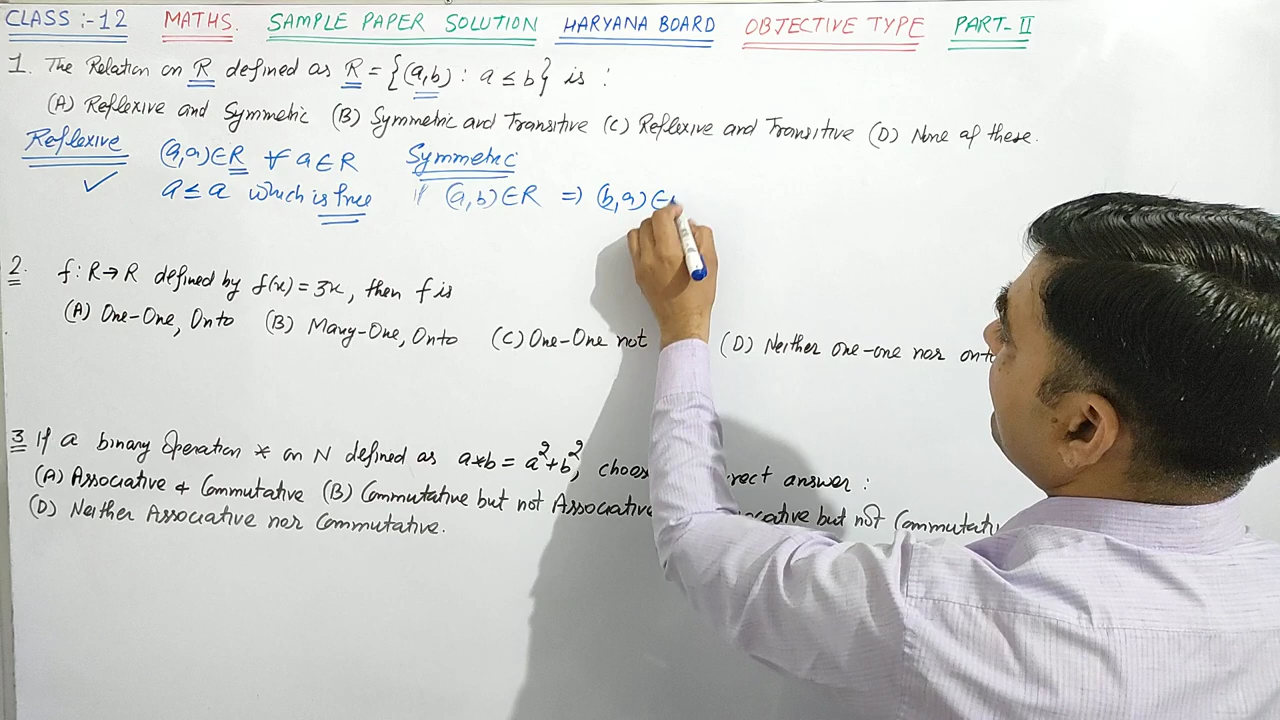 CLASS :- 12 MATHS. SAMPLE PAPER SOLUTION HARYANA BOARD OBJECTIVE TYPE PART- II
1. The Relation on R defined as R = {(a,b) : a ≤ b} is :
(A) Reflexive and Symmetric (B) Symmetric and Transitive (C) Reflexive and Transitive (D) None of these.
Reflexive (a,a) ∈ R ∀ a ∈ R Symmetric
✓ a ≤ a which is true if (a,b) ∈ R ⇒ (b,a) ∈
2. f : R → R defined by f(x) = 3x, then f is
(A) One-One, Onto (B) Many-One, Onto (C) One-One not (D) Neither one-one nor onto
3 If a binary Operation * on N defined as a*b = a²+b², choose rrect answer :
(A) Associative & Commutative (B) Commutative but not Associative ociative but not Commutativ
(D) Neither Associative nor Commutative.